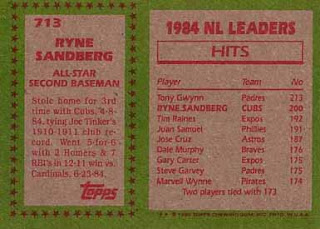 713
RYNE
SANDBERG
ALL-STAR
SECOND BASEMAN
Stole home for 3rd
time with Cubs, 4-8-
84, tying Joe Tinker's
1910-1911 club re-
cord. Went 5-for-6
with 2 Homers & 7
RBI's in 12-11 win vs.
Cardinals, 6-23-84.
TOPPS
1984 NL LEADERS
HITS
Player Team No
Tony Gwynn Padres 213
RYNE SANDBERG CUBS 200
Tim Raines Expos 192
Juan Samuel Phillies 191
Jose Cruz Astros 187
Dale Murphy Braves 176
Gary Carter Expos 175
Steve Garvey Padres 175
Marvell Wynne Pirates 174
Two players tied with 173